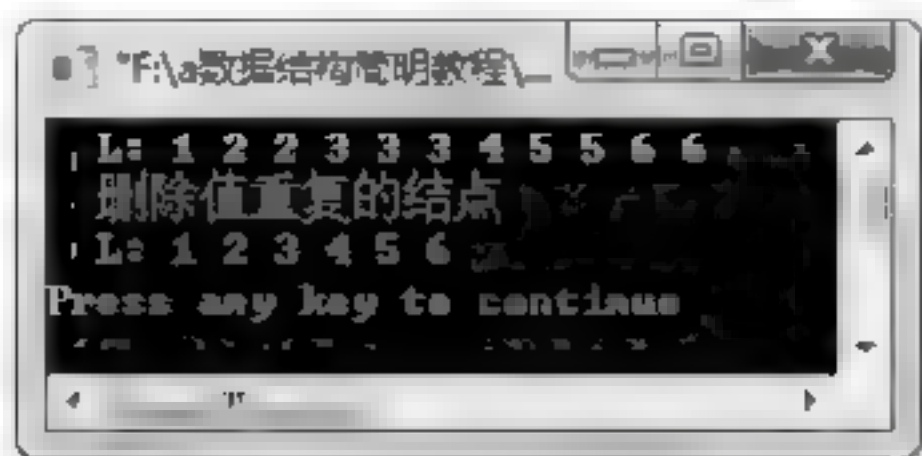 "F:\a数据结构简明教程\_
L: 1 2 2 3 3 3 4 5 5 6 6
删除值重复的结点
L: 1 2 3 4 5 6
Press any key to continue